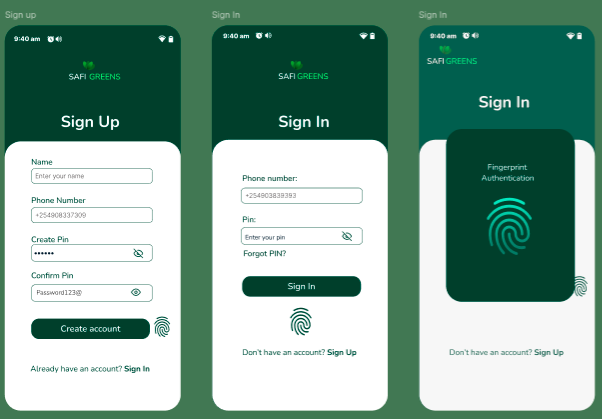 Sign up
9:40 am
SAFI GREENS
Sign Up
Name
Enter your name
Phone Number
+254908337309
Create Pin
••••••
Confirm Pin
Password123@
Create account
Already have an account? Sign In
Sign In
9:40 am
SAFI GREENS
Sign In
Phone number:
+254903839393
Pin:
Enter your pin
Forgot PIN?
Sign In
Don't have an account? Sign Up
Sign In
9:40 am
SAFI GREENS
Sign In
Fingerprint
Authentication
Don't have an account? Sign Up